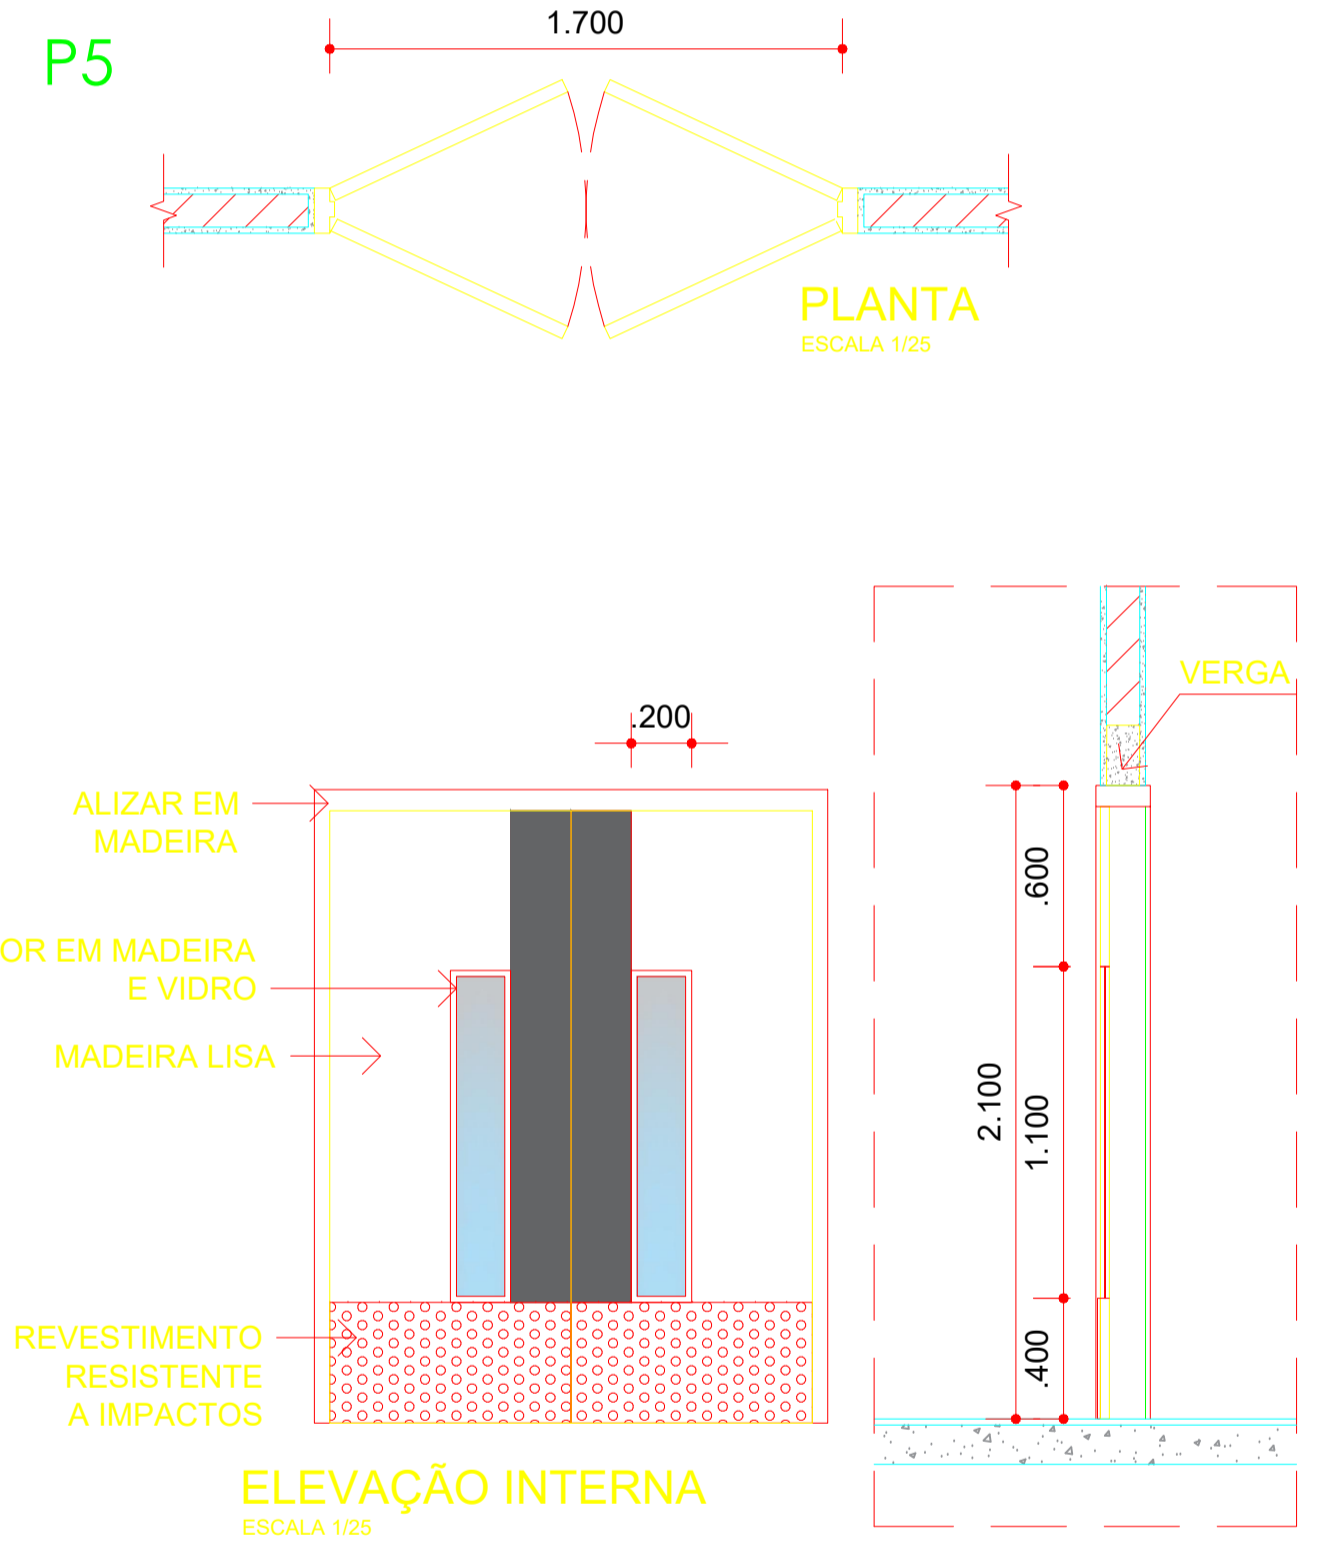 P5
1.700
PLANTA
ESCALA 1/25
.200
VERGA
ALIZAR EM
MADEIRA
OR EM MADEIRA
E VIDRO
MADEIRA LISA
REVESTIMENTO
RESISTENTE
A IMPACTOS
.600
2.100
1.100
.400
ELEVAÇÃO INTERNA
ESCALA 1/25